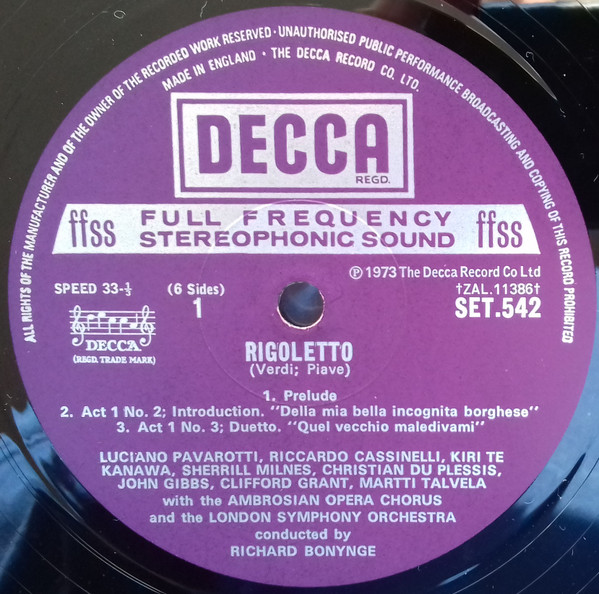 ALL RIGHTS OF THE MANUFACTURER AND OF THE OWNER OF THE RECORDED WORK RESERVED · UNAUTHORISED PUBLIC PERFORMANCE BROADCASTING AND COPYING OF THIS RECORD PROHIBITED
MADE IN ENGLAND · THE DECCA RECORD CO. LTD.
DECCA
REGD.
ffss FULL FREQUENCY STEREOPHONIC SOUND ffss
℗ 1973 The Decca Record Co Ltd
SPEED 33-⅓ (6 Sides) †ZAL.11386†
1 SET.542
DECCA
(REGD. TRADE MARK)
RIGOLETTO
(Verdi; Piave)
1. Prelude
2. Act 1 No. 2; Introduction. "Della mia bella incognita borghese"
3. Act 1 No. 3; Duetto. "Quel vecchio maledivami"
LUCIANO PAVAROTTI, RICCARDO CASSINELLI, KIRI TE
KANAWA, SHERRILL MILNES, CHRISTIAN DU PLESSIS,
JOHN GIBBS, CLIFFORD GRANT, MARTTI TALVELA
with the AMBROSIAN OPERA CHORUS
and the LONDON SYMPHONY ORCHESTRA
conducted by
RICHARD BONYNGE